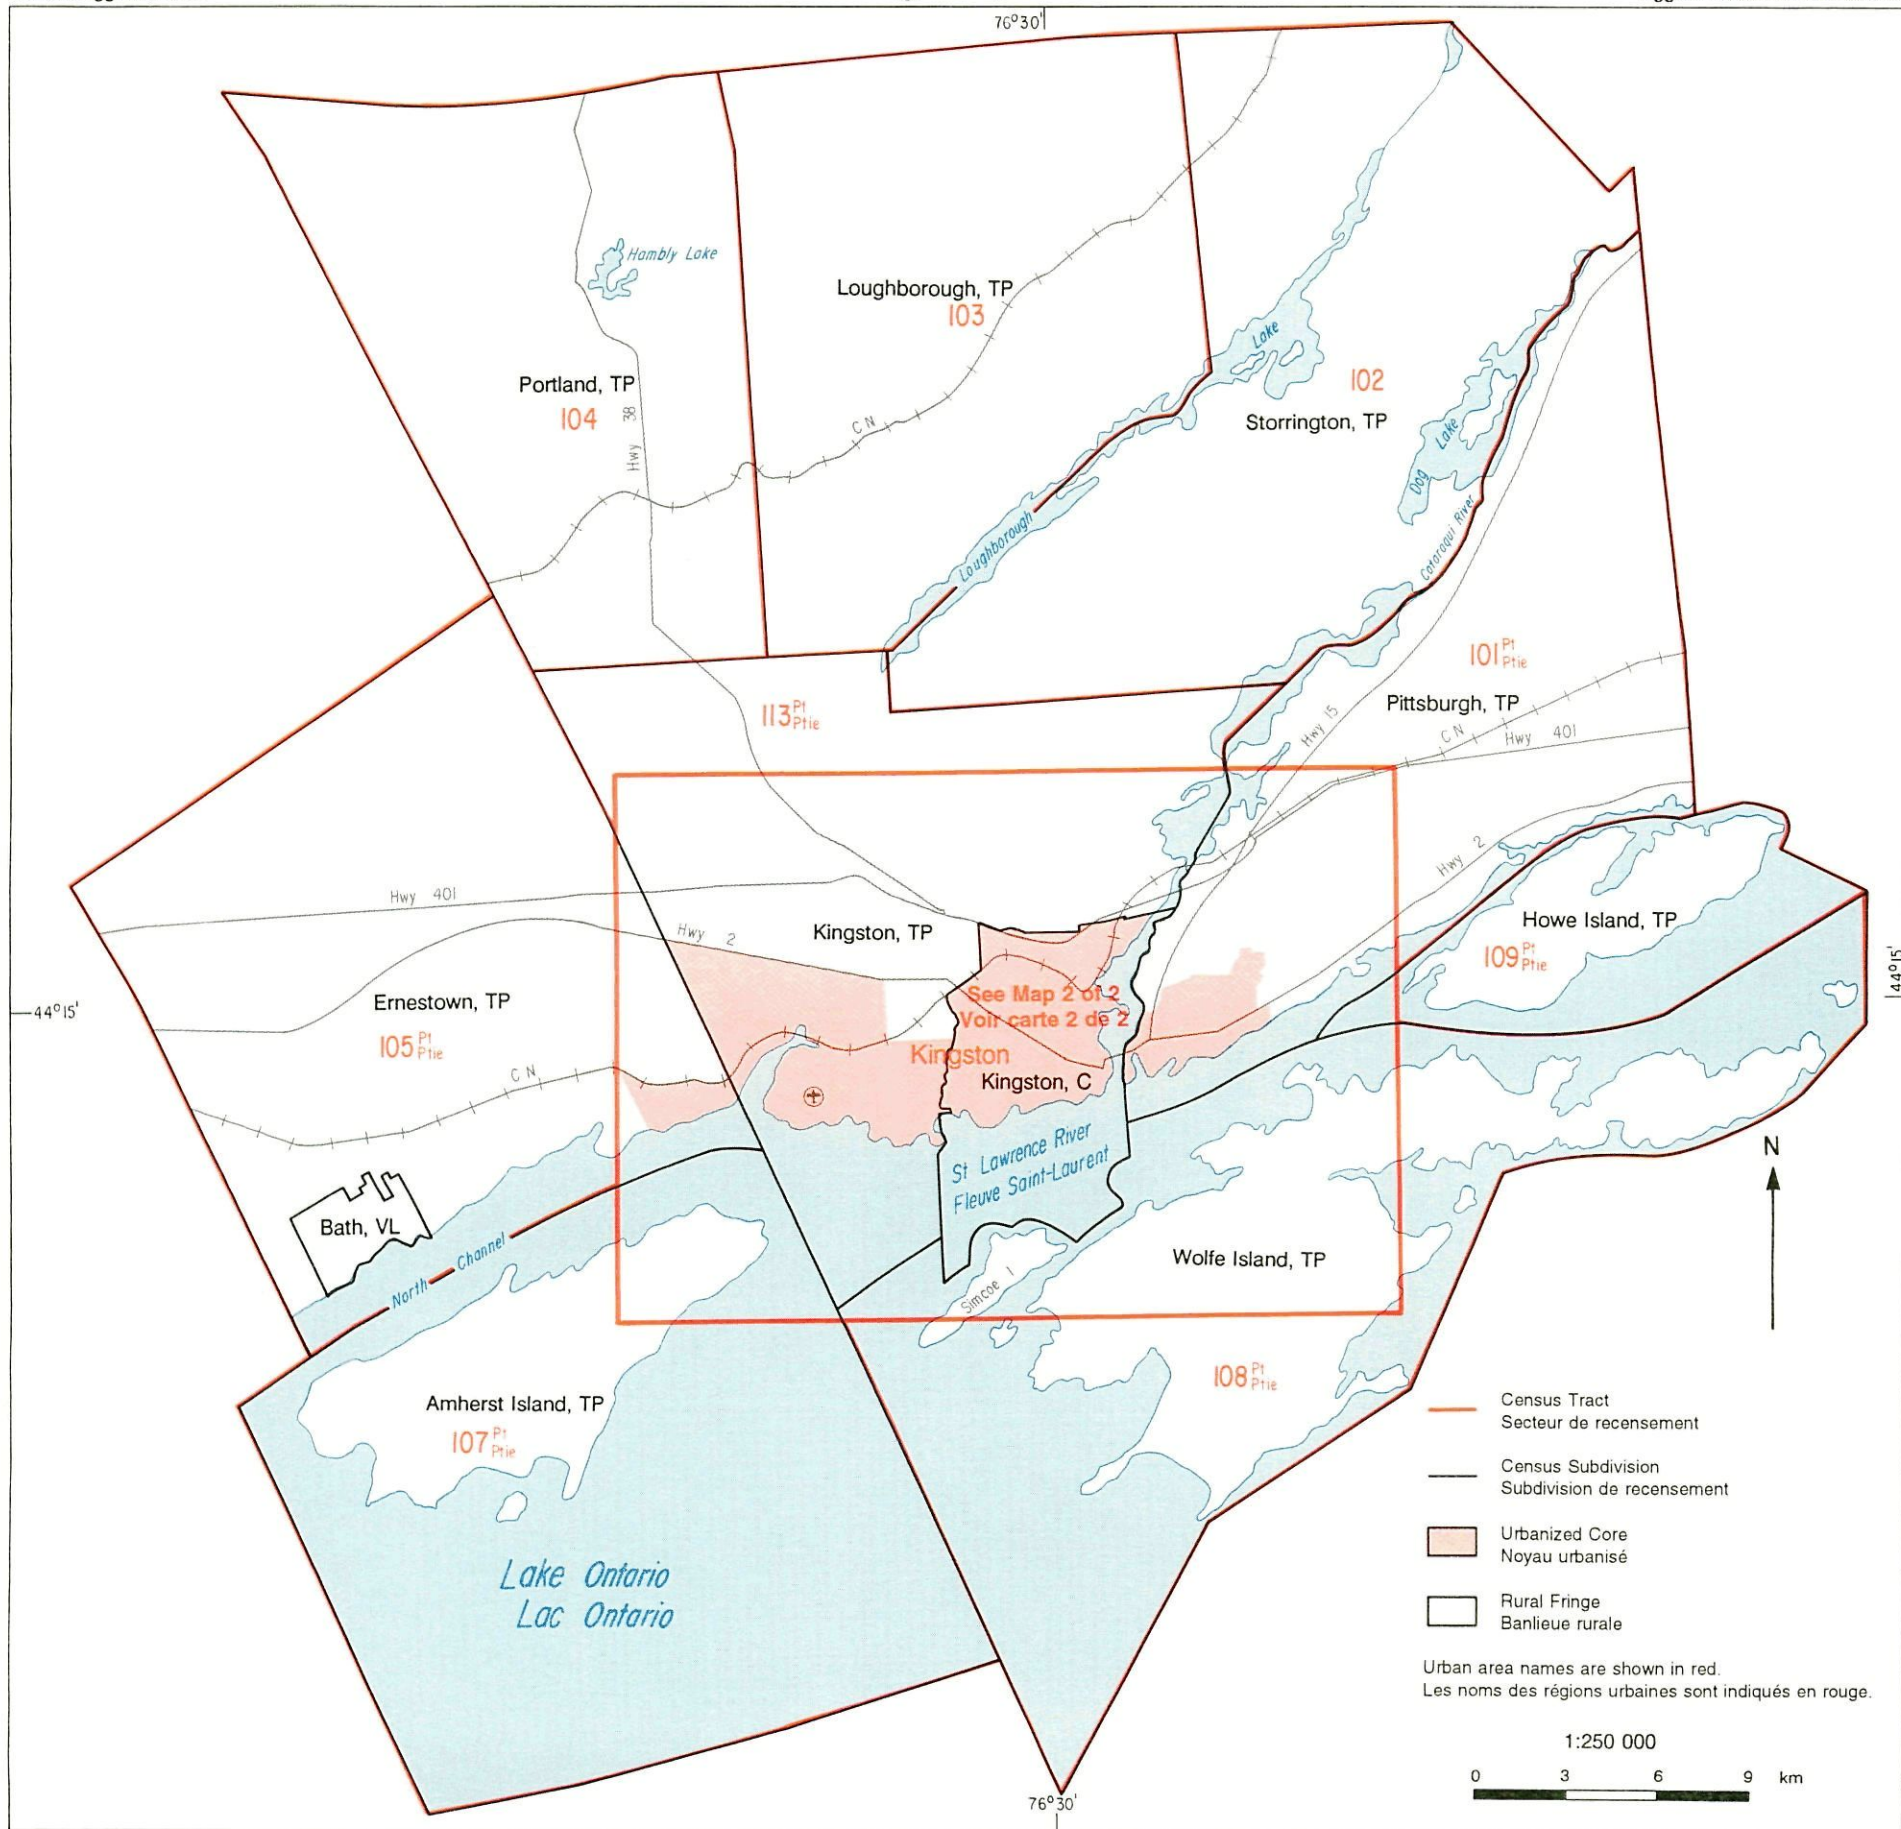 76°30'
Hambly Lake
Loughborough, TP
103
Lake
Portland, TP
104
Hwy 38
CN
102
Storrington, TP
Dog Lake
Loughborough
Cataraqui River
101 Pt
Ptie
Pittsburgh, TP
113 Pt
Ptie
Hwy 15
CN
Hwy 401
Hwy 2
Hwy 401
Hwy 2
Kingston, TP
Howe Island, TP
109 Pt
Ptie
44°15'
44°15'
Ernestown, TP
105 Pt
Ptie
See Map 2 of 2
Voir carte 2 de 2
Kingston
CN
Kingston, C
St Lawrence River
Fleuve Saint-Laurent
N
Bath, VL
North Channel
Wolfe Island, TP
Simcoe I
108 Pt
Ptie
Amherst Island, TP
107 Pt
Ptie
Lake Ontario
Lac Ontario
Census Tract
Secteur de recensement
Census Subdivision
Subdivision de recensement
Urbanized Core
Noyau urbanisé
Rural Fringe
Banlieue rurale
Urban area names are shown in red.
Les noms des régions urbaines sont indiqués en rouge.
1:250 000
0 3 6 9 km
76°30'